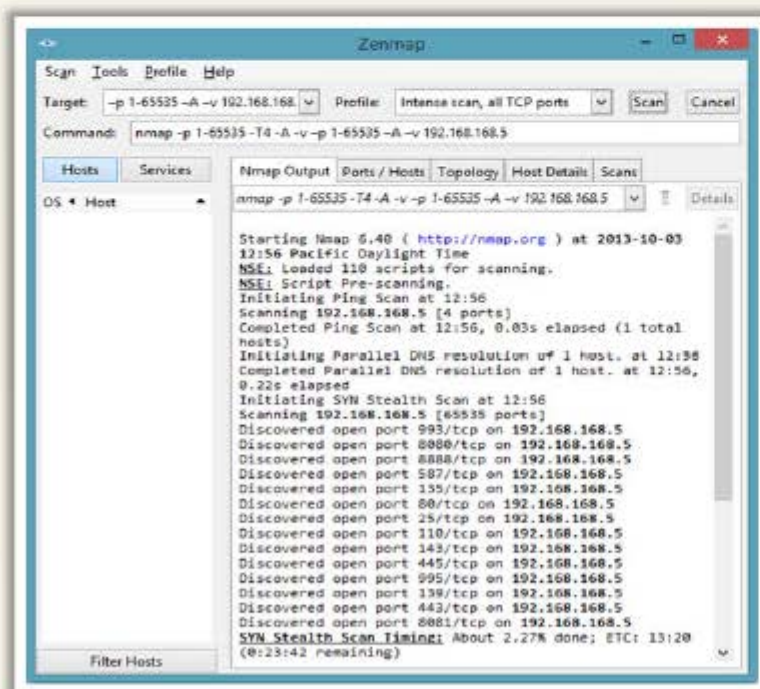 Zenmap
Scan Tools Profile Help
Target: -p 1-65535 -A -v 192.168.168. Profile: Intense scan, all TCP ports Scan Cancel
Command: nmap -p 1-65535 -T4 -A -v -p 1-65535 -A -v 192.168.168.5
Hosts Services
OS Host
Nmap Output Ports / Hosts Topology Host Details Scans
nmap -p 1-65535 -T4 -A -v -p 1-65535 -A -v 192.168.168.5 Details
Starting Nmap 6.40 ( http://nmap.org ) at 2013-10-03
12:56 Pacific Daylight Time
NSE: Loaded 110 scripts for scanning.
NSE: Script Pre-scanning.
Initiating Ping Scan at 12:56
Scanning 192.168.168.5 [4 ports]
Completed Ping Scan at 12:56, 0.03s elapsed (1 total
hosts)
Initiating Parallel DNS resolution of 1 host. at 12:56
Completed Parallel DNS resolution of 1 host. at 12:56,
0.22s elapsed
Initiating SYN Stealth Scan at 12:56
Scanning 192.168.168.5 [65535 ports]
Discovered open port 993/tcp on 192.168.168.5
Discovered open port 8080/tcp on 192.168.168.5
Discovered open port 8888/tcp on 192.168.168.5
Discovered open port 587/tcp on 192.168.168.5
Discovered open port 135/tcp on 192.168.168.5
Discovered open port 80/tcp on 192.168.168.5
Discovered open port 25/tcp on 192.168.168.5
Discovered open port 110/tcp on 192.168.168.5
Discovered open port 143/tcp on 192.168.168.5
Discovered open port 445/tcp on 192.168.168.5
Discovered open port 995/tcp on 192.168.168.5
Discovered open port 139/tcp on 192.168.168.5
Discovered open port 443/tcp on 192.168.168.5
Discovered open port 8081/tcp on 192.168.168.5
SYN Stealth Scan Timing: About 2.27% done; ETC: 13:20
(0:23:42 remaining)
Filter Hosts